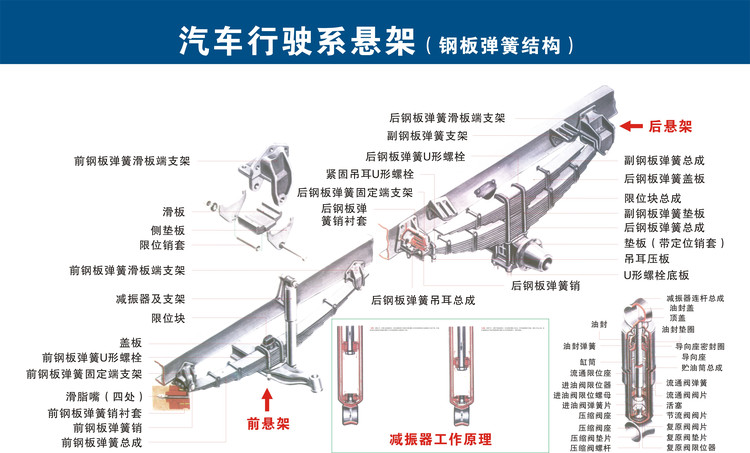 汽车行驶系悬架（钢板弹簧结构）
后钢板弹簧滑板端支架
副钢板弹簧支架
后钢板弹簧U形螺栓
紧固吊耳U形螺栓
后钢板弹簧固定端支架
后钢板弹
簧销衬套
后悬架
副钢板弹簧总成
后钢板弹簧盖板
限位块总成
副钢板弹簧垫板
后钢板弹簧总成
垫板（带定位销套）
吊耳压板
U形螺栓底板
后钢板弹簧销
后钢板弹簧吊耳总成
前钢板弹簧滑板端支架
滑板
侧垫板
限位销套
前钢板弹簧滑板端支架
减振器及支架
限位块
盖板
前钢板弹簧U形螺栓
前钢板弹簧固定端支架
滑脂嘴（四处）
前钢板弹簧销衬套
前钢板弹簧销
前钢板弹簧总成
前悬架
减振器工作原理
减振器连杆总成
油封盖
顶盖
油封垫圈
导向座密封圈
导向座
贮油筒总成
流通阀弹簧
流通阀阀片
活塞
节流阀阀片
复原阀阀片
复原阀垫片
复原阀限位器
油封
油封弹簧
缸筒
流通限位座
进油阀限位器
进油阀限位螺母
进油阀弹簧片
压缩阀座
压缩阀垫片
压缩阀螺杆